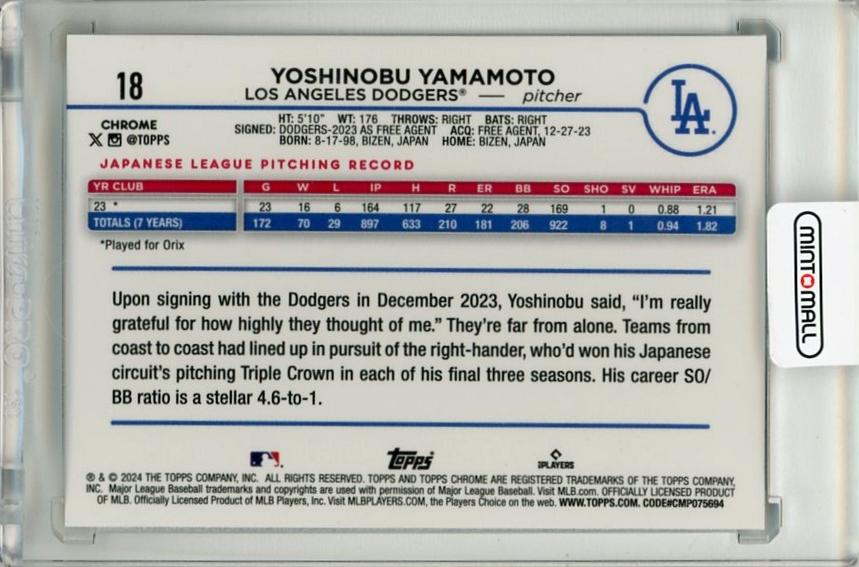 18
YOSHINOBU YAMAMOTO
LOS ANGELES DODGERS® — pitcher
LA
CHROME
X @TOPPS
HT: 5'10" WT: 176 THROWS: RIGHT BATS: RIGHT
SIGNED: DODGERS-2023 AS FREE AGENT ACQ: FREE AGENT, 12-27-23
BORN: 8-17-98, BIZEN, JAPAN HOME: BIZEN, JAPAN
JAPANESE LEAGUE PITCHING RECORD
YR CLUB G W L IP H R ER BB SO SHO SV WHIP ERA
23 * 23 16 6 164 117 27 22 28 169 1 0 0.88 1.21
TOTALS (7 YEARS) 172 70 29 897 633 210 181 206 922 8 1 0.94 1.82
*Played for Orix
Upon signing with the Dodgers in December 2023, Yoshinobu said, “I’m really
grateful for how highly they thought of me.” They’re far from alone. Teams from
coast to coast had lined up in pursuit of the right-hander, who’d won his Japanese
circuit’s pitching Triple Crown in each of his final three seasons. His career SO/
BB ratio is a stellar 4.6-to-1.
Topps
PLAYERS
® & © 2024 THE TOPPS COMPANY, INC. ALL RIGHTS RESERVED. TOPPS AND TOPPS CHROME ARE REGISTERED TRADEMARKS OF THE TOPPS COMPANY,
INC. Major League Baseball trademarks and copyrights are used with permission of Major League Baseball. Visit MLB.com. OFFICIALLY LICENSED PRODUCT
OF MLB. Officially Licensed Product of MLB Players, Inc. Visit MLBPLAYERS.COM, the Players Choice on the web. WWW.TOPPS.COM. CODE#CMP075694
MINTOMALL